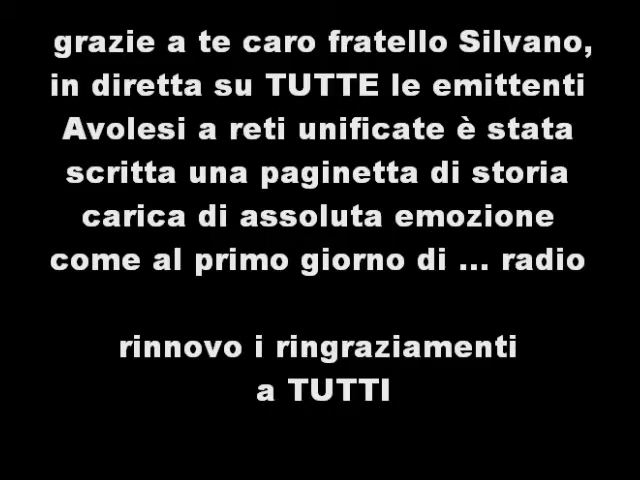 grazie a te caro fratello Silvano,
in diretta su TUTTE le emittenti
Avolesi a reti unificate è stata
scritta una paginetta di storia
carica di assoluta emozione
come al primo giorno di ... radio
rinnovo i ringraziamenti
a TUTTI